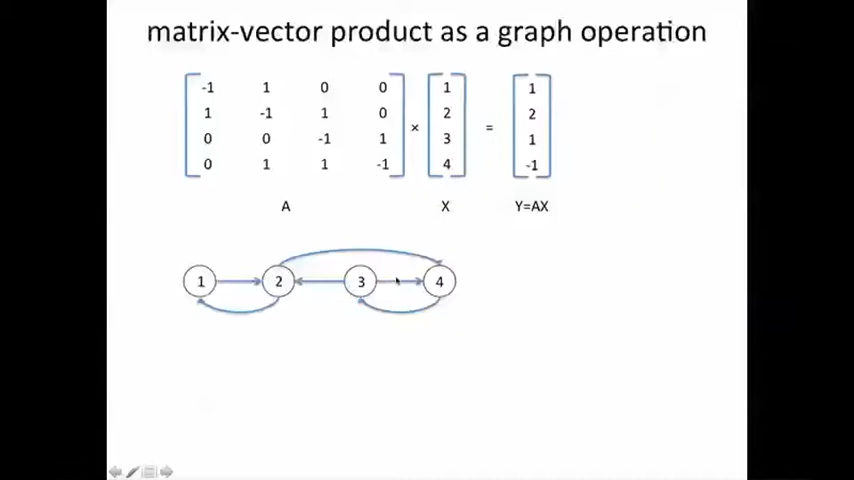 matrix-vector product as a graph operation
-1 1 0 0 1 1
1 -1 1 0 2 2
× =
0 0 -1 1 3 1
0 1 1 -1 4 -1
A X Y=AX
1 2 3 4